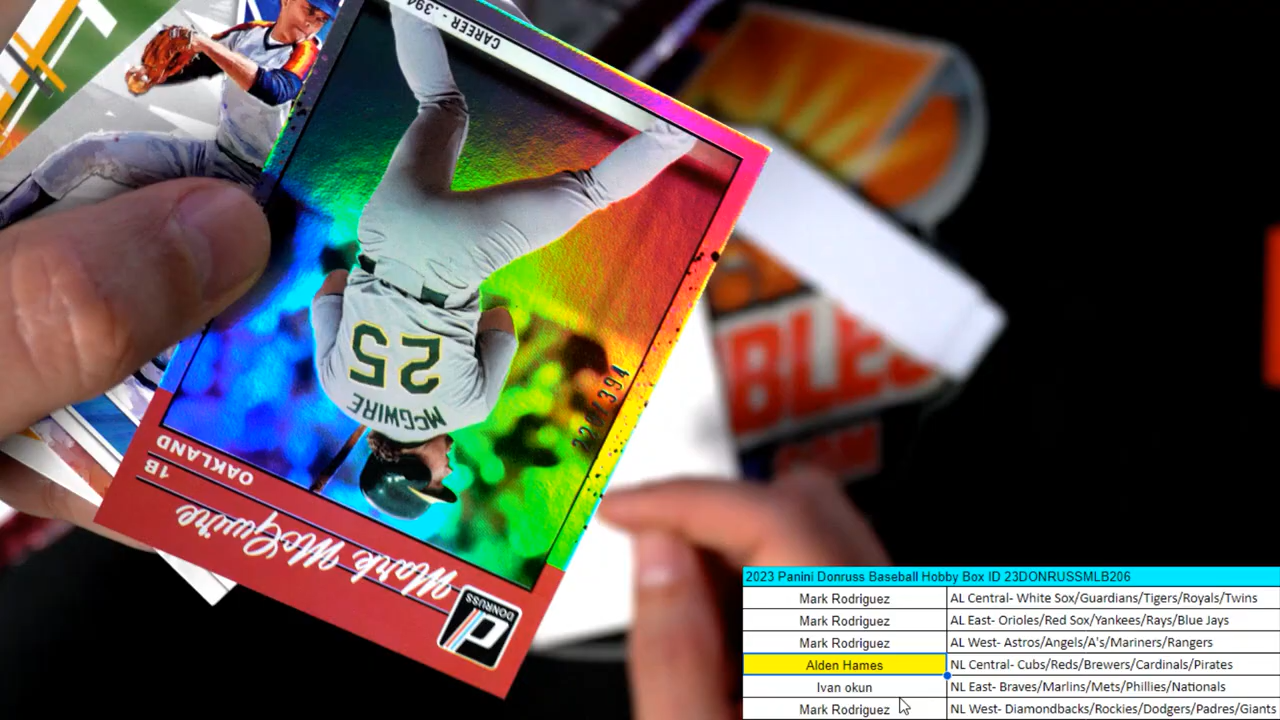 CAREER - .394
25
MCGWIRE
OAKLAND
1B
Mark McGwire
DONRUSS
BLE
2023 Panini Donruss Baseball Hobby Box ID 23DONRUSSMLB206
Mark Rodriguez AL Central- White Sox/Guardians/Tigers/Royals/Twins
Mark Rodriguez AL East- Orioles/Red Sox/Yankees/Rays/Blue Jays
Mark Rodriguez AL West- Astros/Angels/A's/Mariners/Rangers
Alden Hames NL Central- Cubs/Reds/Brewers/Cardinals/Pirates
Ivan okun NL East- Braves/Marlins/Mets/Phillies/Nationals
Mark Rodriguez NL West- Diamondbacks/Rockies/Dodgers/Padres/Giants